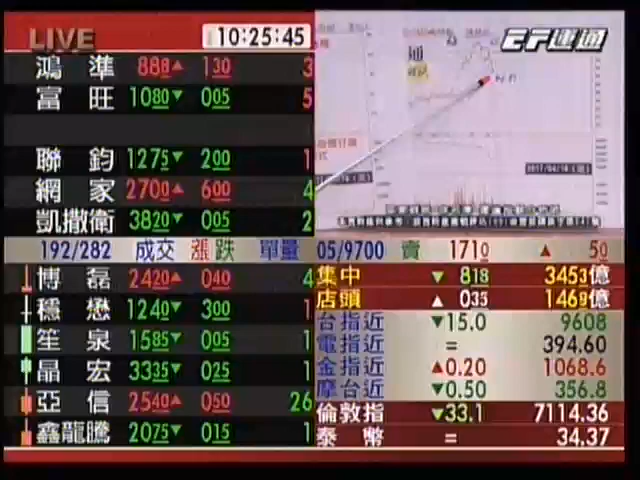 LIVE 10:25:45
EF運通
鴻準 888▲ 130 3
富旺 1080▼ 005 5
聯鈞 1275▼ 200 1
網家 2700▲ 600 4
凱撒衛 3820▼ 005 2
192/282 成交 漲跌 單量 05/9700 賣 1710 ▲ 50
博磊 2420▲ 040 4
穩懋 1240▼ 300 1
笙泉 1585▼ 005 1
晶宏 3335▼ 025 1
亞信 2540▲ 050 26
鑫龍騰 2075▼ 015 1
集中 ▼ 818 3453億
店頭 ▲ 035 1469億
台指近 ▼15.0 9608
電指近 = 394.60
金指近 ▲0.20 1068.6
摩台近 ▼0.50 356.8
倫敦指 ▼33.1 7114.36
泰幣 = 34.37